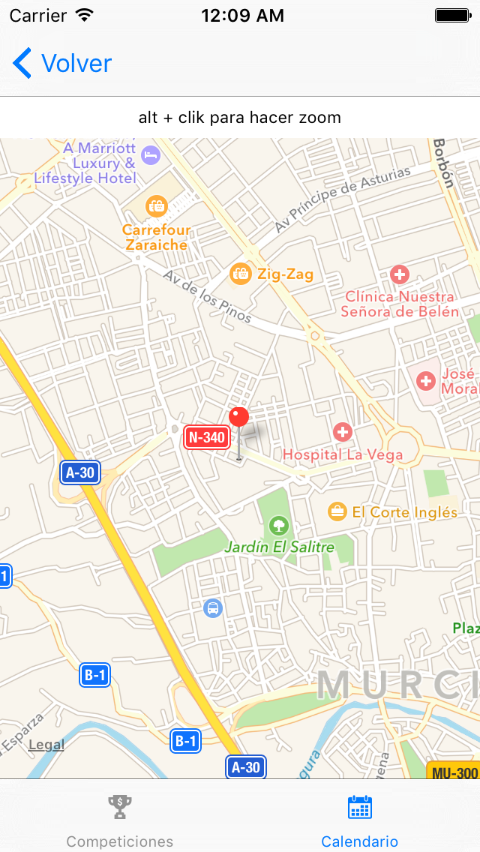 Carrier
12:09 AM
Volver
alt + clik para hacer zoom
A Marriott
Luxury &
Lifestyle Hotel
Borbón
Av Príncipe de Asturias
Carrefour
Zaraiche
Zig-Zag
Av de los Pinos
Clínica Nuestra
Señora de Belén
José
Moral
N-340
Hospital La Vega
A-30
El Corte Inglés
Jardín El Salitre
1
Plaz
B-1
MURCI
Esparza
Legal
B-1
A-30
MU-300
Competiciones
Calendario